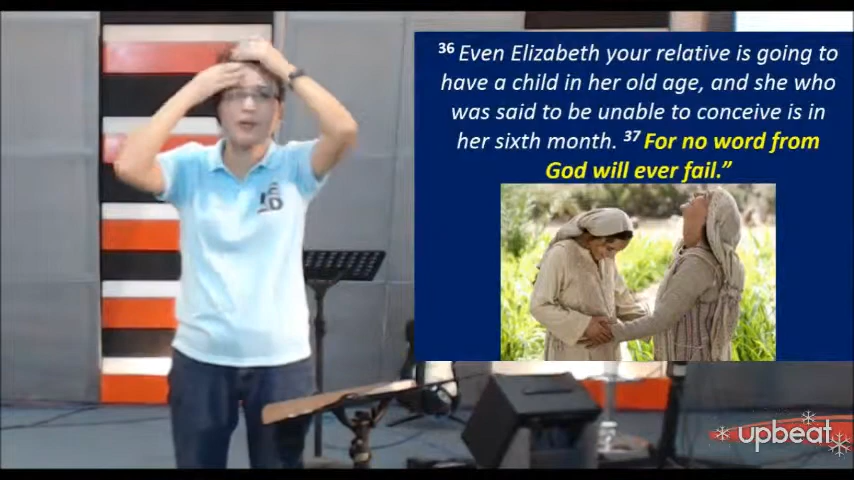 36 Even Elizabeth your relative is going to
have a child in her old age, and she who
was said to be unable to conceive is in
her sixth month. 37 For no word from
God will ever fail.”
upbeat